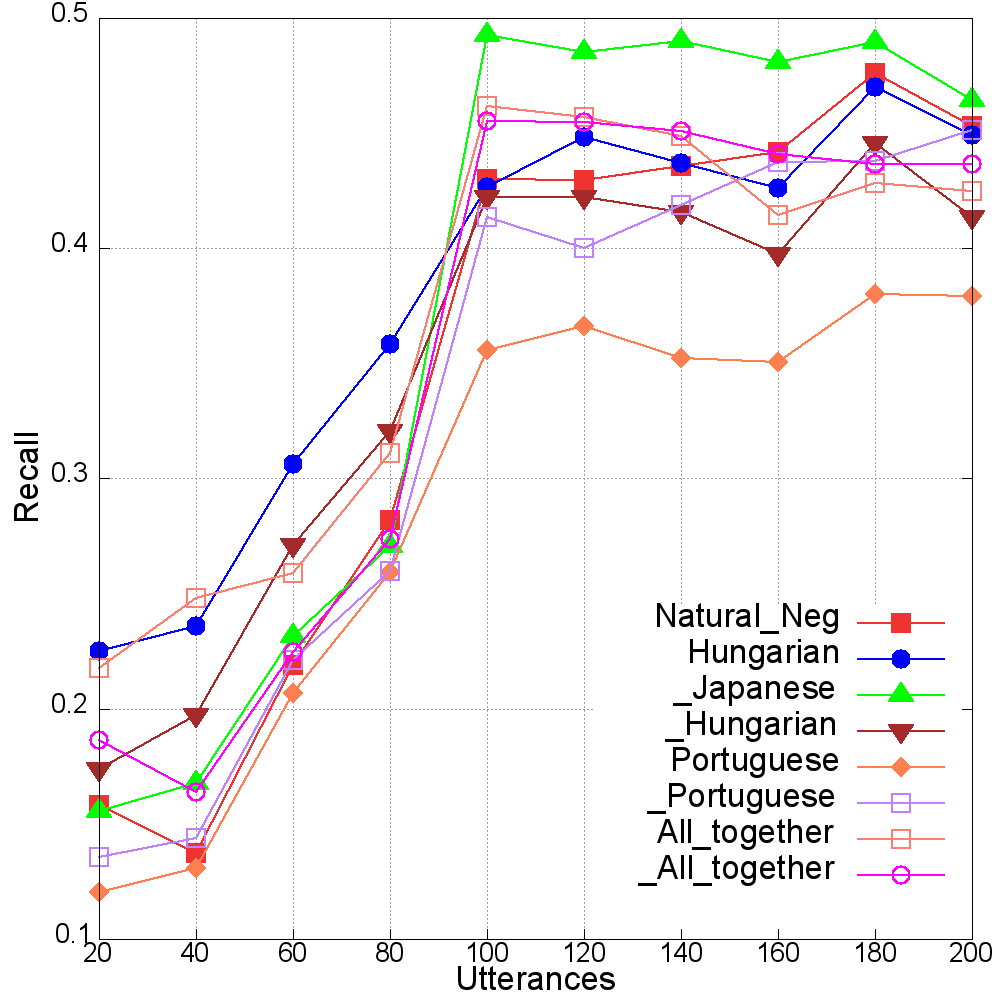 0.5
0.4
0.3
0.2
0.1
Recall
Natural_Neg
Hungarian
_Japanese
_Hungarian
Portuguese
_Portuguese
All_together
_All_together
20 40 60 80 100 120 140 160 180 200
Utterances